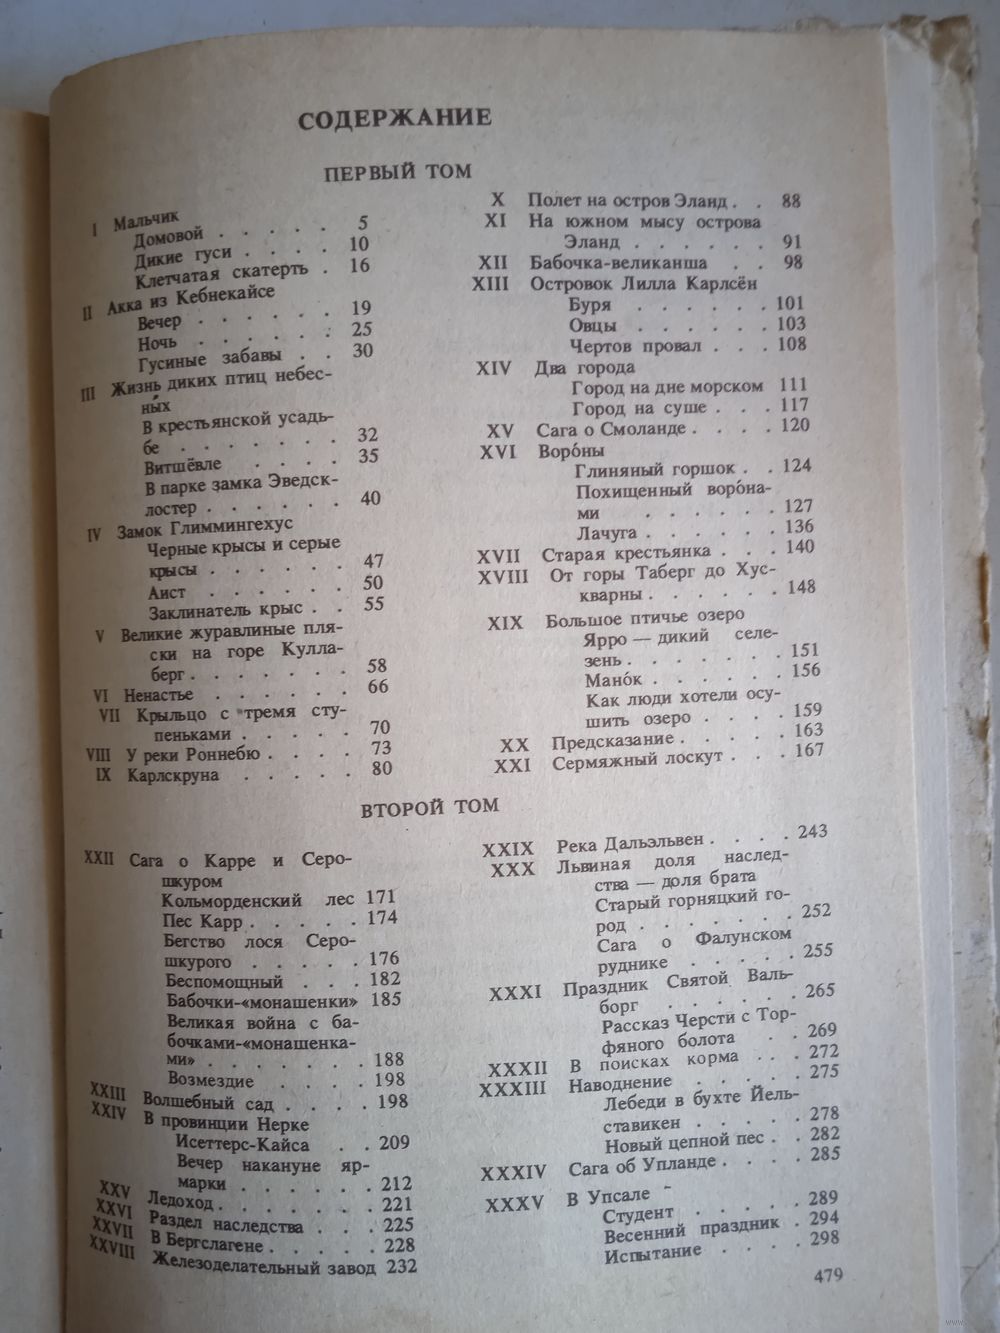 СОДЕРЖАНИЕ
ПЕРВЫЙ ТОМ
I Мальчик
Домовой . . . . . 5
Дикие гуси . . . . 10
Клетчатая скатерть . 16
II Акка из Кебнекайсе
Вечер . . . . . . 19
Ночь . . . . . . 25
Гусиные забавы . . 30
III Жизнь диких птиц небес-
ных
В крестьянской усадь-
бе . . . . . . 32
Витшёвле . . . . 35
В парке замка Эведск-
лостер . . . . . . 40
IV Замок Глиммингехус
Черные крысы и серые
крысы . . . . . . 47
Аист . . . . . . 50
Заклинатель крыс . . 55
V Великие журавлиные пля-
ски на горе Кулла-
берг . . . . . . . 58
VI Ненастье . . . . . . 66
VII Крыльцо с тремя сту-
пеньками . . . . . 70
VIII У реки Роннебю . . . . 73
IX Карлскруна . . . . . 80
X Полет на остров Эланд . . 88
XI На южном мысу острова
Эланд . . . . . . 91
XII Бабочка-великанша . . 98
XIII Островок Лилла Карлсён
Буря . . . . . . 101
Овцы . . . . . . 103
Чертов провал . . . 108
XIV Два города
Город на дне морском 111
Город на суше . . . 117
XV Сага о Смоланде . . . . 120
XVI Воро́ны
Глиняный горшок . . 124
Похищенный воро́на-
ми . . . . . . 127
Лачуга . . . . . . 136
XVII Старая крестьянка . . . 140
XVIII От горы Таберг до Хус-
кварны . . . . . . 148
XIX Большое птичье озеро
Ярро — дикий селе-
зень . . . . . . . 151
Мано́к . . . . . . 156
Как люди хотели осу-
шить озеро . . . . 159
XX Предсказание . . . . . 163
XXI Сермяжный лоскут . . . 167
ВТОРОЙ ТОМ
XXII Сага о Карре и Серо-
шкуром
Кольморденский лес 171
Пес Карр . . . . . 174
Бегство лося Серо-
шкурого . . . . . 176
Беспомощный . . . 182
Бабочки-«монашенки» 185
Великая война с ба-
бочками-«монашенка-
ми» . . . . . . . 188
Возмездие . . . . 198
XXIII Волшебный сад . . . . 198
XXIV В провинции Нерке
Исеттерс-Кайса . . 209
Вечер накануне яр-
марки . . . . . . 212
XXV Ледоход . . . . . . . 221
XXVI Раздел наследства . . . 225
XXVII В Бергслагене . . . . . 228
XXVIII Железоделательный завод 232
XXIX Река Дальэльвен . . . . 243
XXX Львиная доля наслед-
ства — доля брата
Старый горняцкий го-
род . . . . . . . 252
Сага о Фалунском
руднике . . . . . 255
XXXI Праздник Святой Валь-
борг . . . . . . 265
Рассказ Черсти с Тор-
фяного болота . . 269
XXXII В поисках корма . . . 272
XXXIII Наводнение . . . . . 275
Лебеди в бухте Йель-
ставикен . . . . . 278
Новый цепной пес . . 282
XXXIV Сага об Упланде . . . . 285
XXXV В Упсале
Студент . . . . . 289
Весенний праздник . 294
Испытание . . . . 298
479